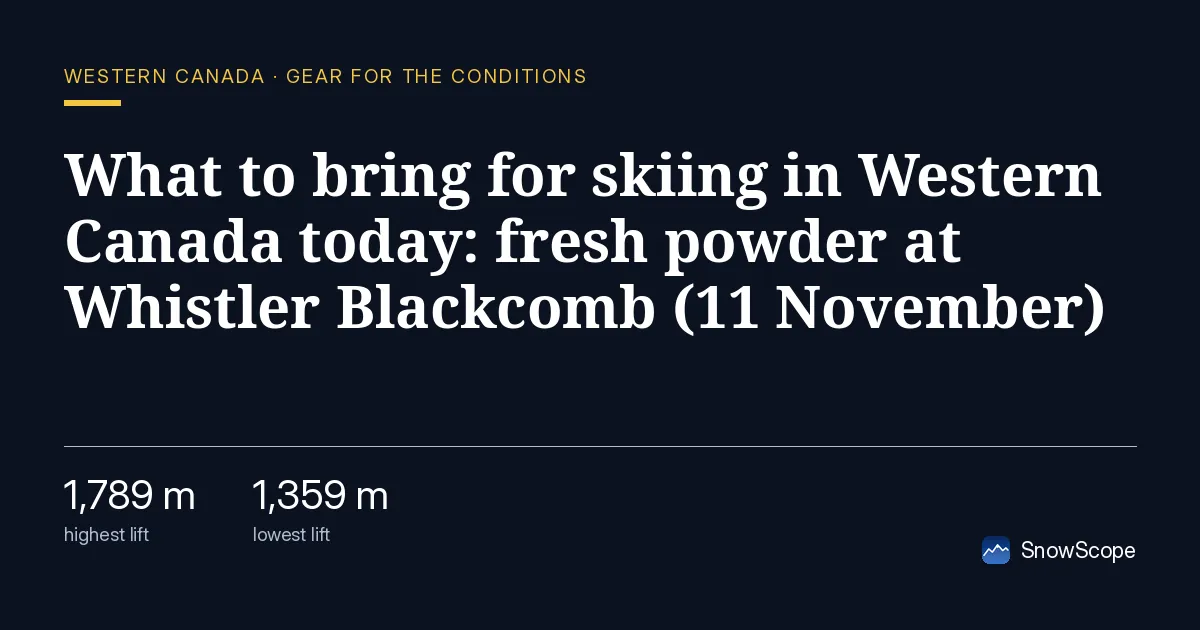 WESTERN CANADA · GEAR FOR THE CONDITIONS
What to bring for skiing in Western
Canada today: fresh powder at
Whistler Blackcomb (11 November)
1,789 m
highest lift
1,359 m
lowest lift
SnowScope